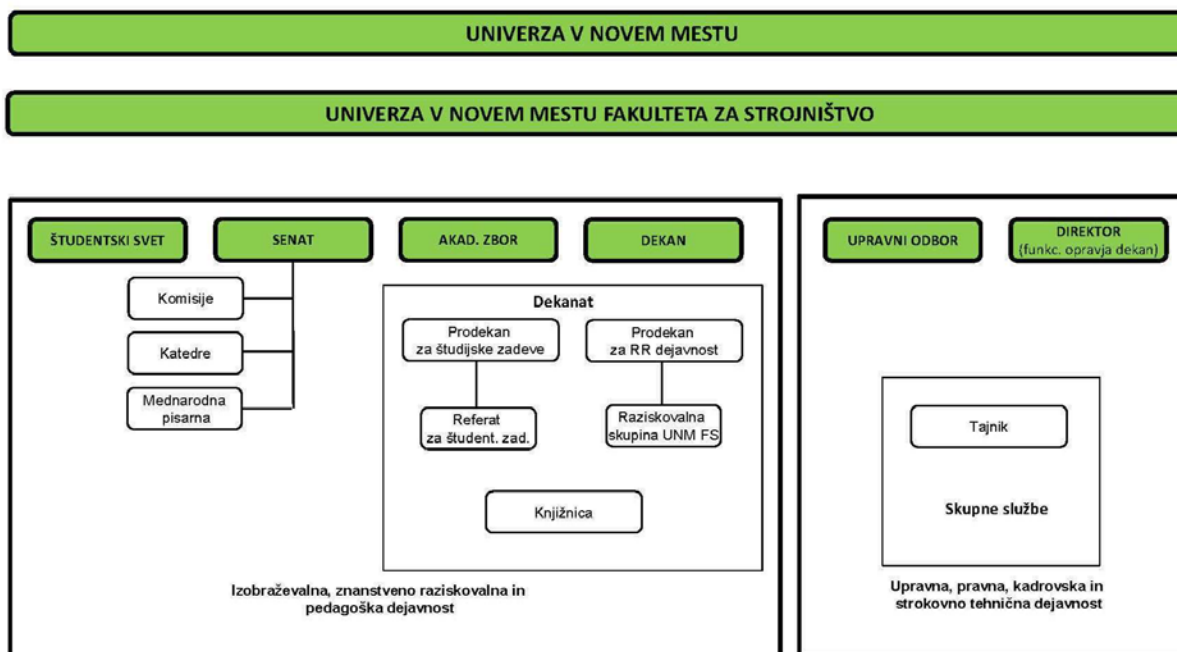 UNIVERZA V NOVEM MESTU
UNIVERZA V NOVEM MESTU FAKULTETA ZA STROJNIŠTVO
ŠTUDENTSKI SVET
SENAT
AKAD. ZBOR
DEKAN
Komisije
Katedre
Mednarodna
pisarna
Dekanat
Prodekan
za študijske zadeve
Prodekan
za RR dejavnost
Referat
za študent. zad.
Raziskovalna
skupina UNM FS
Knjižnica
Izobraževalna, znanstveno raziskovalna in
pedagoška dejavnost
UPRAVNI ODBOR
DIREKTOR
(funkc. opravja dekan)
Tajnik
Skupne službe
Upravna, pravna, kadrovska in
strokovno tehnična dejavnost